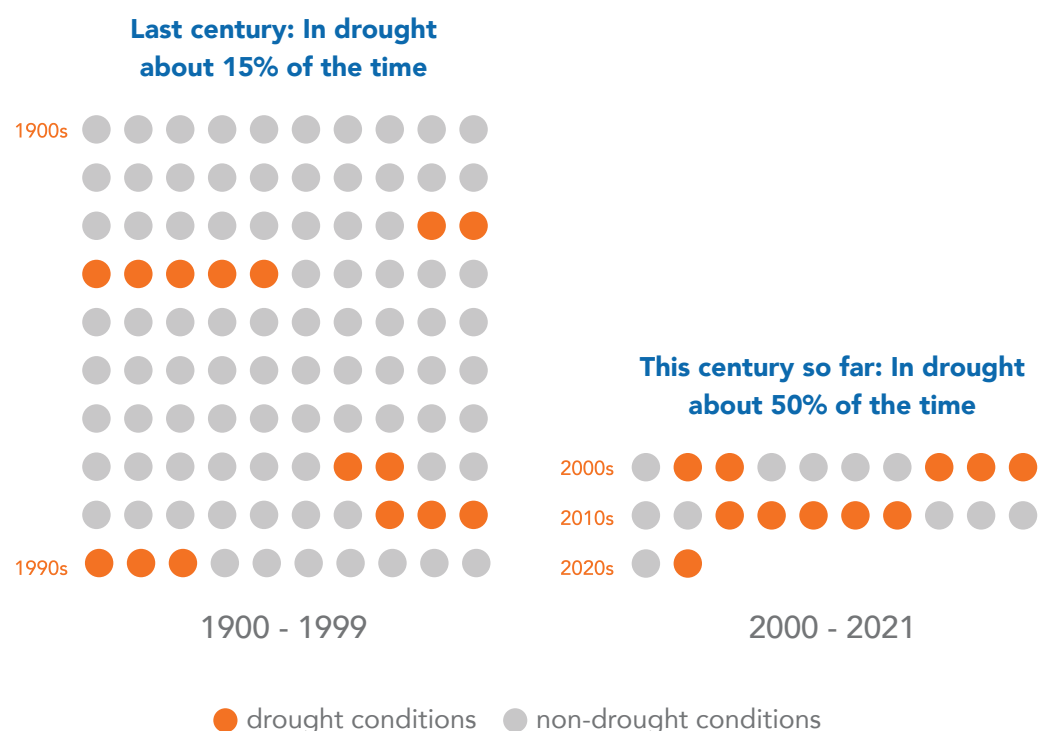 Last century: In drought
about 15% of the time
1900s
1990s
1900 - 1999
This century so far: In drought
about 50% of the time
2000s
2010s
2020s
2000 - 2021
drought conditions
non-drought conditions